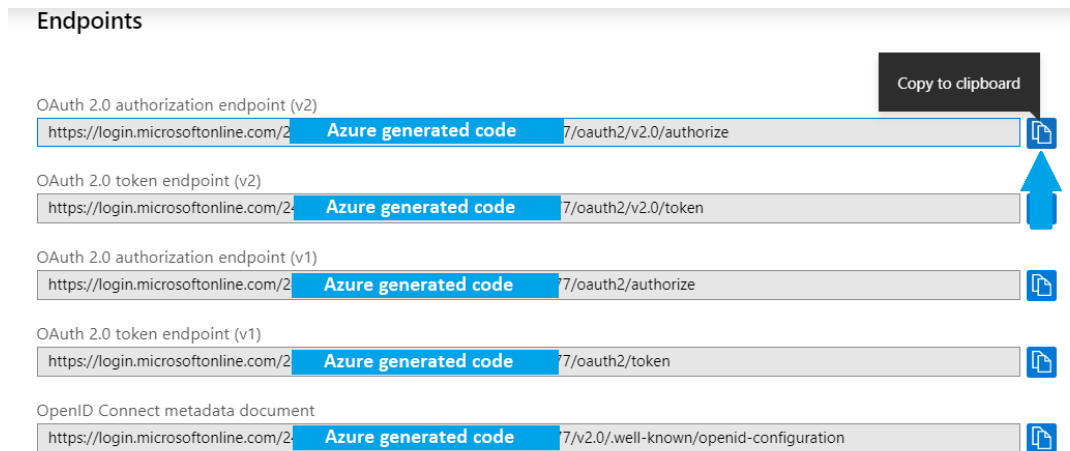 Endpoints
Copy to clipboard
OAuth 2.0 authorization endpoint (v2)
https://login.microsoftonline.com/2 Azure generated code 7/oauth2/v2.0/authorize
OAuth 2.0 token endpoint (v2)
https://login.microsoftonline.com/2 Azure generated code 7/oauth2/v2.0/token
OAuth 2.0 authorization endpoint (v1)
https://login.microsoftonline.com/2 Azure generated code 77/oauth2/authorize
OAuth 2.0 token endpoint (v1)
https://login.microsoftonline.com/2 Azure generated code 77/oauth2/token
OpenID Connect metadata document
https://login.microsoftonline.com/2 Azure generated code 7/v2.0/.well-known/openid-configuration